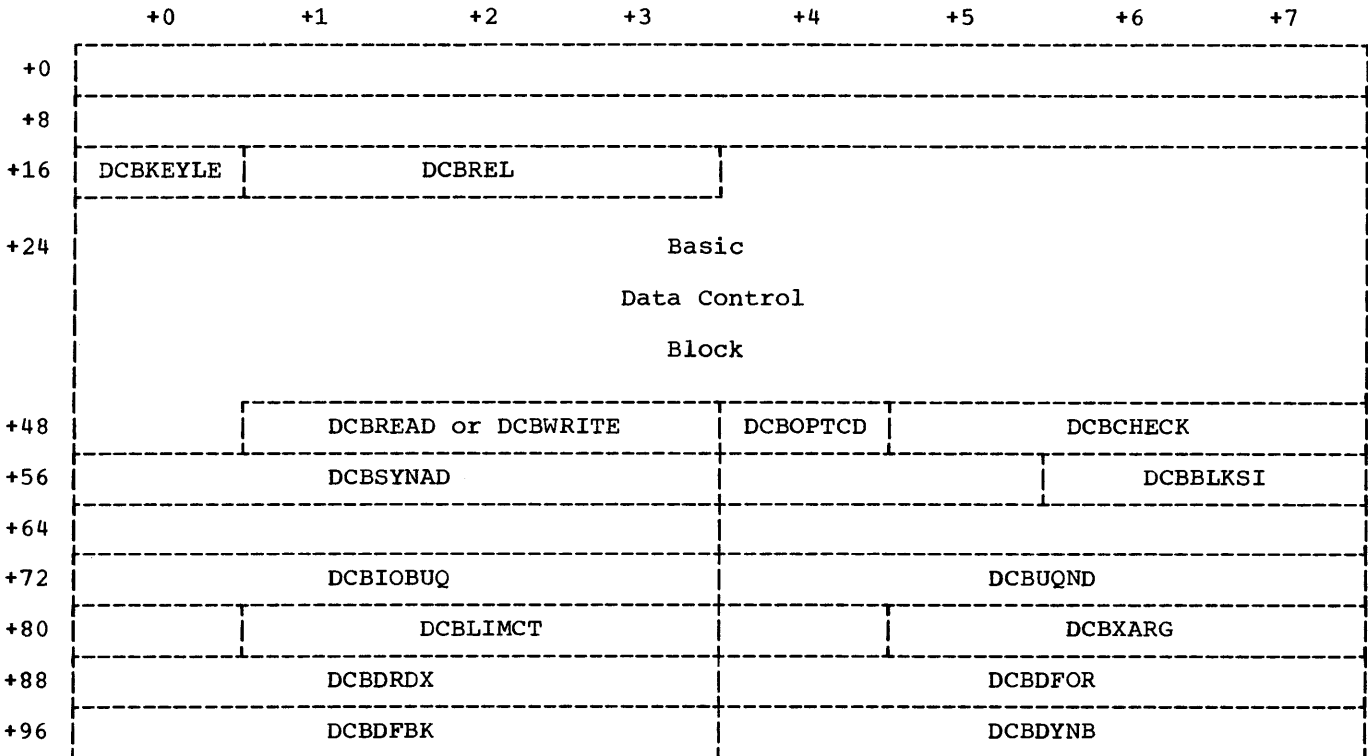 +0 +1 +2 +3 +4 +5 +6 +7
+0
+8
+16 DCBKEYLE DCBREL
+24 Basic
Data Control
Block
+48 DCBREAD or DCBWRITE DCBOPTCD DCBCHECK
+56 DCBSYNAD DCBBLKSI
+64
+72 DCBIOBUQ DCBUQND
+80 DCBLIMCT DCBXARG
+88 DCBDRDX DCBDFOR
+96 DCBDFBK DCBDYNB